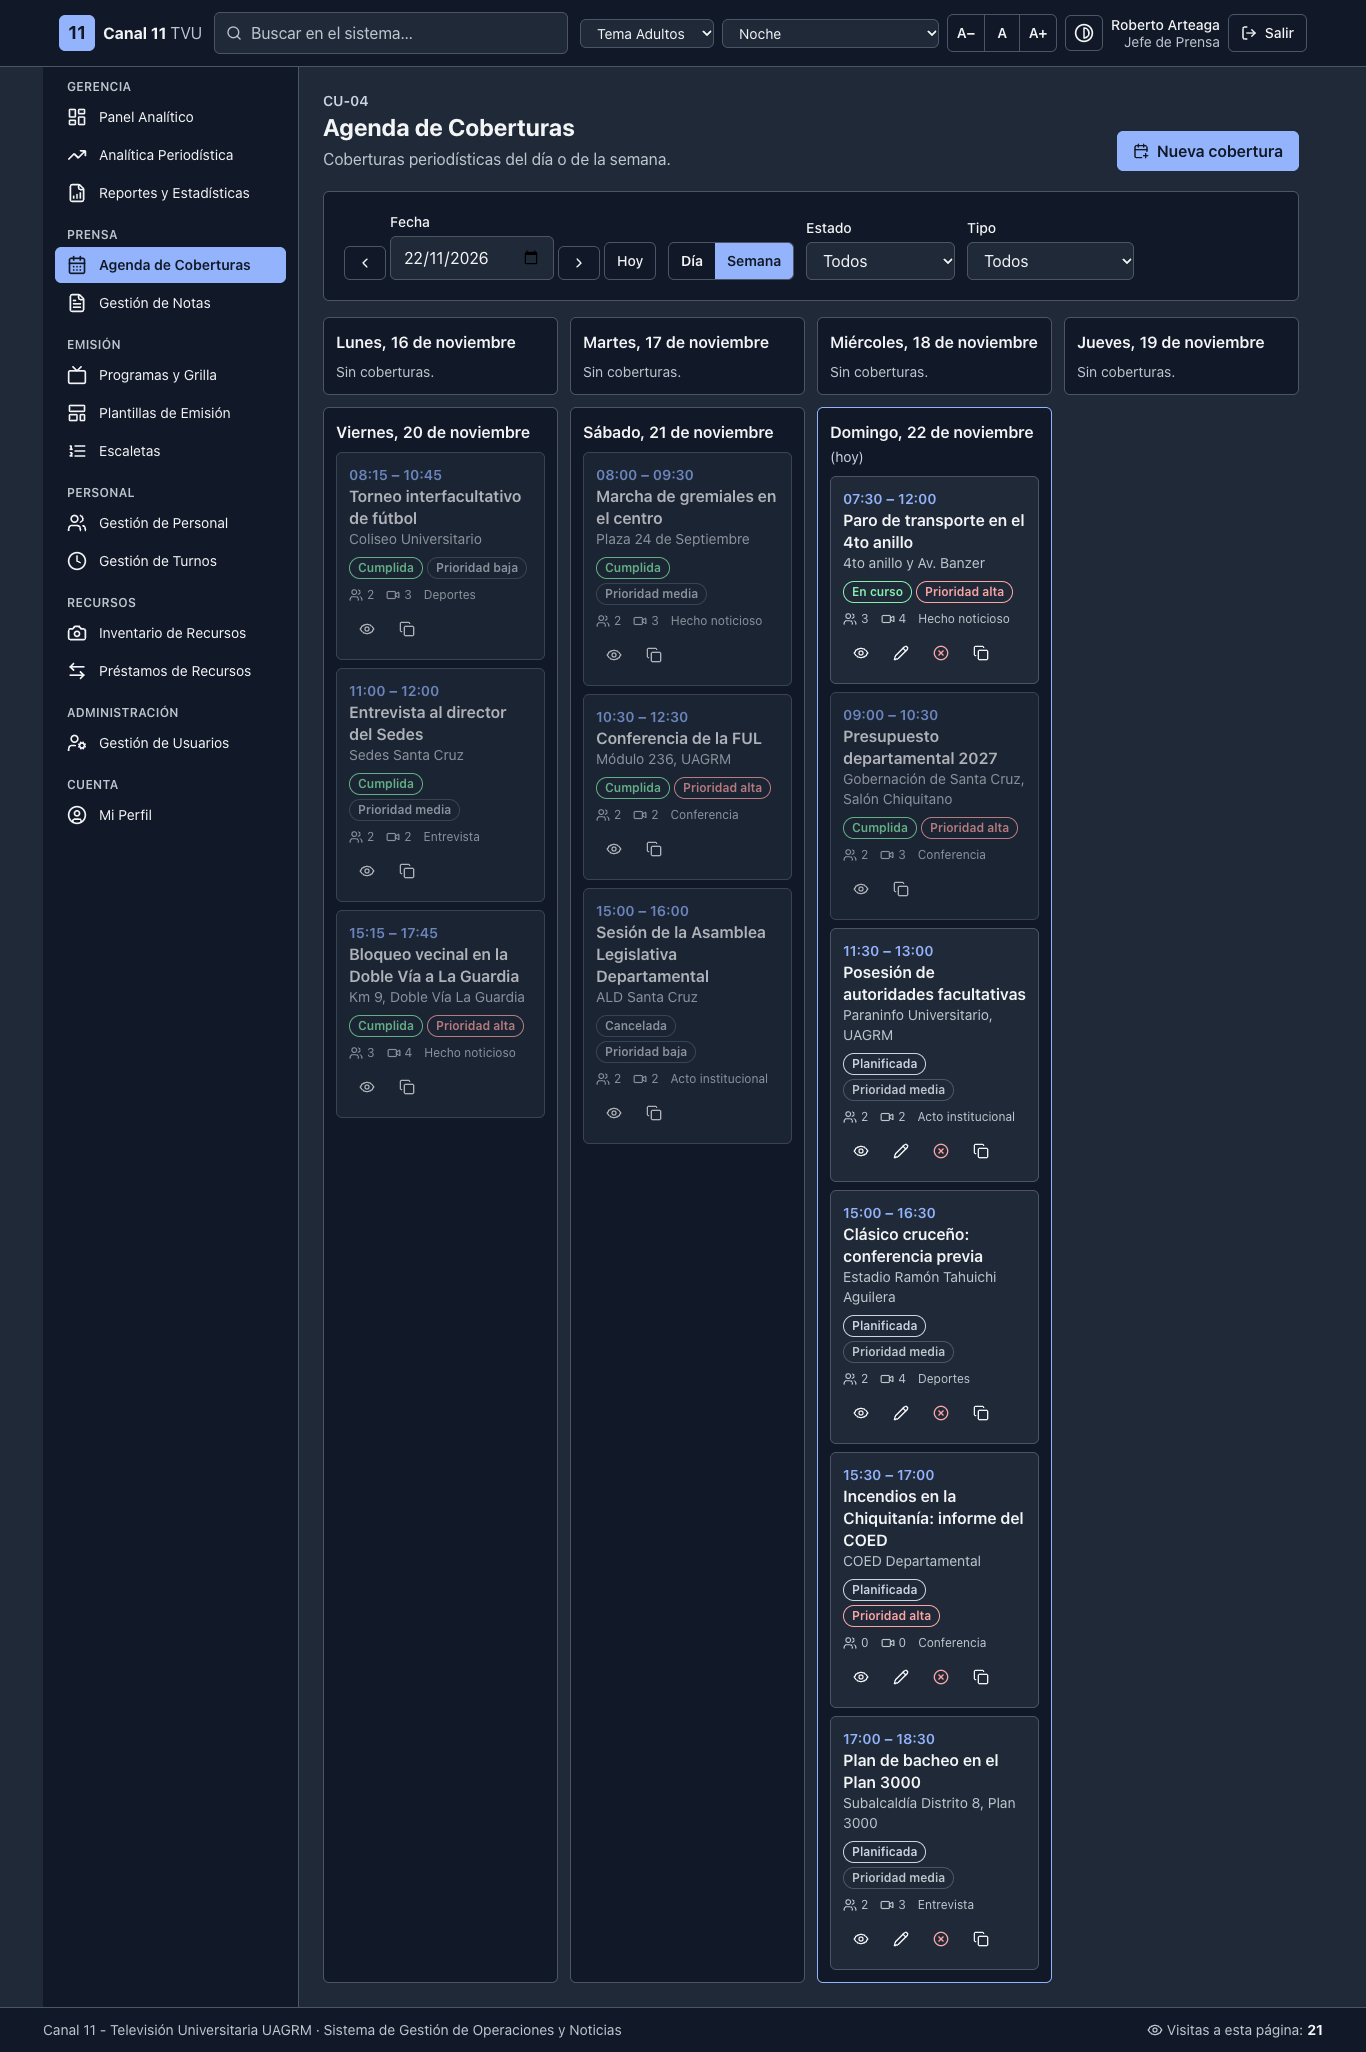 11 Canal 11 TVU
Buscar en el sistema...
Tema Adultos
Noche
A− A A+
Roberto Arteaga
Jefe de Prensa
Salir
GERENCIA
Panel Analítico
Analítica Periodística
Reportes y Estadísticas
PRENSA
Agenda de Coberturas
Gestión de Notas
EMISIÓN
Programas y Grilla
Plantillas de Emisión
Escaletas
PERSONAL
Gestión de Personal
Gestión de Turnos
RECURSOS
Inventario de Recursos
Préstamos de Recursos
ADMINISTRACIÓN
Gestión de Usuarios
CUENTA
Mi Perfil
CU-04
Agenda de Coberturas
Coberturas periodísticas del día o de la semana.
Nueva cobertura
Fecha
22/11/2026
Hoy
Día Semana
Estado
Todos
Tipo
Todos
Lunes, 16 de noviembre
Sin coberturas.
Martes, 17 de noviembre
Sin coberturas.
Miércoles, 18 de noviembre
Sin coberturas.
Jueves, 19 de noviembre
Sin coberturas.
Viernes, 20 de noviembre
08:15 – 10:45
Torneo interfacultativo
de fútbol
Coliseo Universitario
Cumplida Prioridad baja
2 3 Deportes
11:00 – 12:00
Entrevista al director
del Sedes
Sedes Santa Cruz
Cumplida
Prioridad media
2 2 Entrevista
15:15 – 17:45
Bloqueo vecinal en la
Doble Vía a La Guardia
Km 9, Doble Vía La Guardia
Cumplida Prioridad alta
3 4 Hecho noticioso
Sábado, 21 de noviembre
08:00 – 09:30
Marcha de gremiales en
el centro
Plaza 24 de Septiembre
Cumplida
Prioridad media
2 3 Hecho noticioso
10:30 – 12:30
Conferencia de la FUL
Módulo 236, UAGRM
Cumplida Prioridad alta
2 2 Conferencia
15:00 – 16:00
Sesión de la Asamblea
Legislativa
Departamental
ALD Santa Cruz
Cancelada
Prioridad baja
2 2 Acto institucional
Domingo, 22 de noviembre
(hoy)
07:30 – 12:00
Paro de transporte en el
4to anillo
4to anillo y Av. Banzer
En curso Prioridad alta
3 4 Hecho noticioso
09:00 – 10:30
Presupuesto
departamental 2027
Gobernación de Santa Cruz,
Salón Chiquitano
Cumplida Prioridad alta
2 3 Conferencia
11:30 – 13:00
Posesión de
autoridades facultativas
Paraninfo Universitario,
UAGRM
Planificada
Prioridad media
2 2 Acto institucional
15:00 – 16:30
Clásico cruceño:
conferencia previa
Estadio Ramón Tahuichi
Aguilera
Planificada
Prioridad media
2 4 Deportes
15:30 – 17:00
Incendios en la
Chiquitanía: informe del
COED
COED Departamental
Planificada
Prioridad alta
0 0 Conferencia
17:00 – 18:30
Plan de bacheo en el
Plan 3000
Subalcaldía Distrito 8, Plan
3000
Planificada
Prioridad media
2 3 Entrevista
Canal 11 - Televisión Universitaria UAGRM · Sistema de Gestión de Operaciones y Noticias
Visitas a esta página: 21